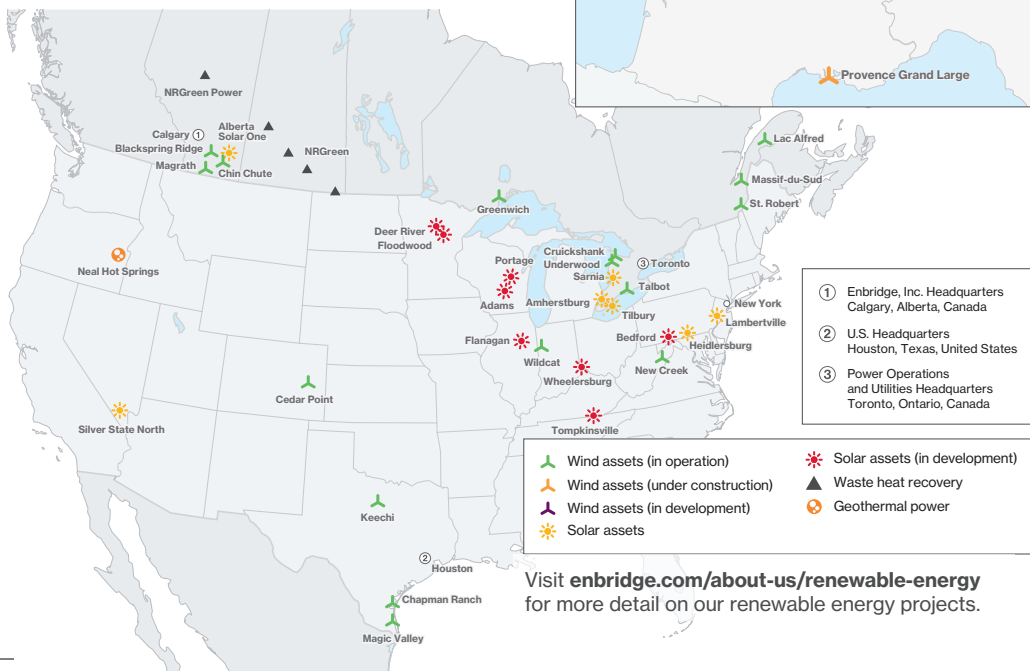 Provence Grand Large
NRGreen Power
Calgary 1
Alberta
Solar One
Blackspring Ridge
Magrath
Chin Chute
NRGreen
Lac Alfred
Massif-du-Sud
St. Robert
Greenwich
Deer River
Floodwood
Neal Hot Springs
Cruickshank
Underwood
Sarnia
3 Toronto
Portage
Adams
Talbot
Amherstburg
Tilbury
New York
Lambertville
Bedford
Heidlersburg
Flanagan
Wildcat
New Creek
Wheelersburg
Cedar Point
Silver State North
Tompkinsville
Keechi
2
Houston
Chapman Ranch
Magic Valley
1 Enbridge, Inc. Headquarters
Calgary, Alberta, Canada
2 U.S. Headquarters
Houston, Texas, United States
3 Power Operations
and Utilities Headquarters
Toronto, Ontario, Canada
Wind assets (in operation)
Wind assets (under construction)
Wind assets (in development)
Solar assets
Solar assets (in development)
Waste heat recovery
Geothermal power
Visit enbridge.com/about-us/renewable-energy
for more detail on our renewable energy projects.